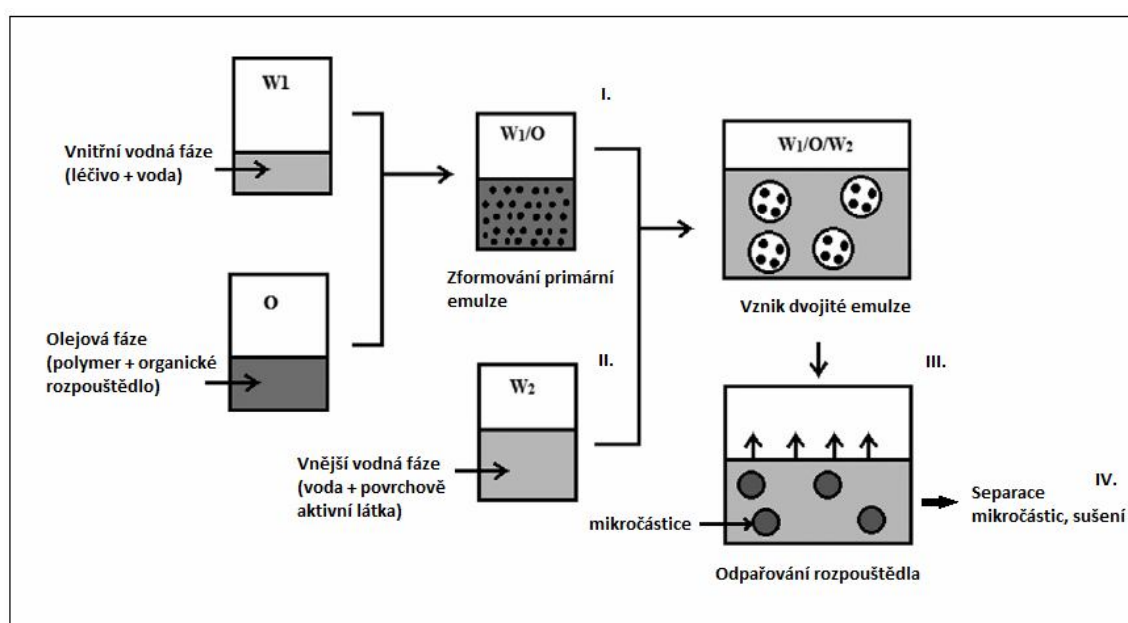 W1
Vnitřní vodná fáze
(léčivo + voda)
O
Olejová fáze
(polymer + organické
rozpouštědlo)
I.
W1/O
Zformování primární
emulze
II.
W2
Vnější vodná fáze
(voda + povrchově
aktivní látka)
W1/O/W2
Vznik dvojité emulze
III.
mikročástice
Odpařování rozpouštědla
IV.
Separace
mikročástic, sušení